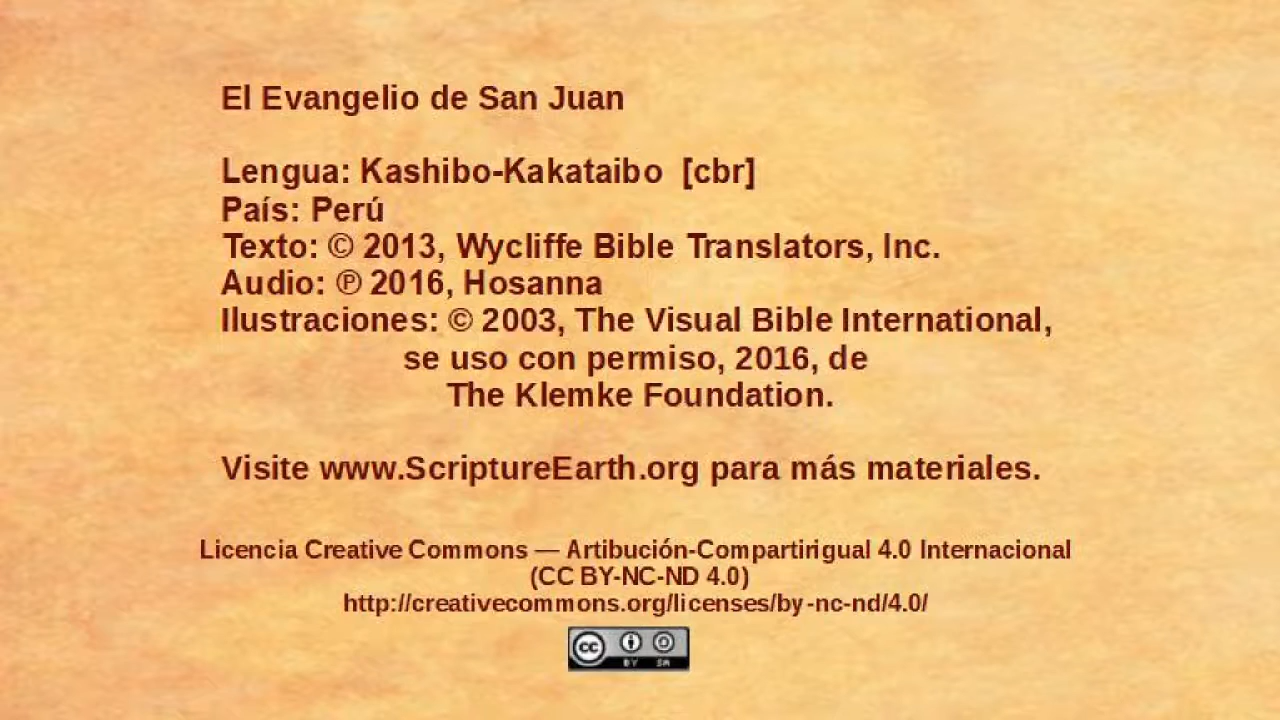 El Evangelio de San Juan
Lengua: Kashibo-Kakataibo [cbr]
País: Perú
Texto: © 2013, Wycliffe Bible Translators, Inc.
Audio: ℗ 2016, Hosanna
Ilustraciones: © 2003, The Visual Bible International,
se uso con permiso, 2016, de
The Klemke Foundation.
Visite www.ScriptureEarth.org para más materiales.
Licencia Creative Commons — Artibución-Compartirigual 4.0 Internacional
(CC BY-NC-ND 4.0)
http://creativecommons.org/licenses/by-nc-nd/4.0/
cc BY SA